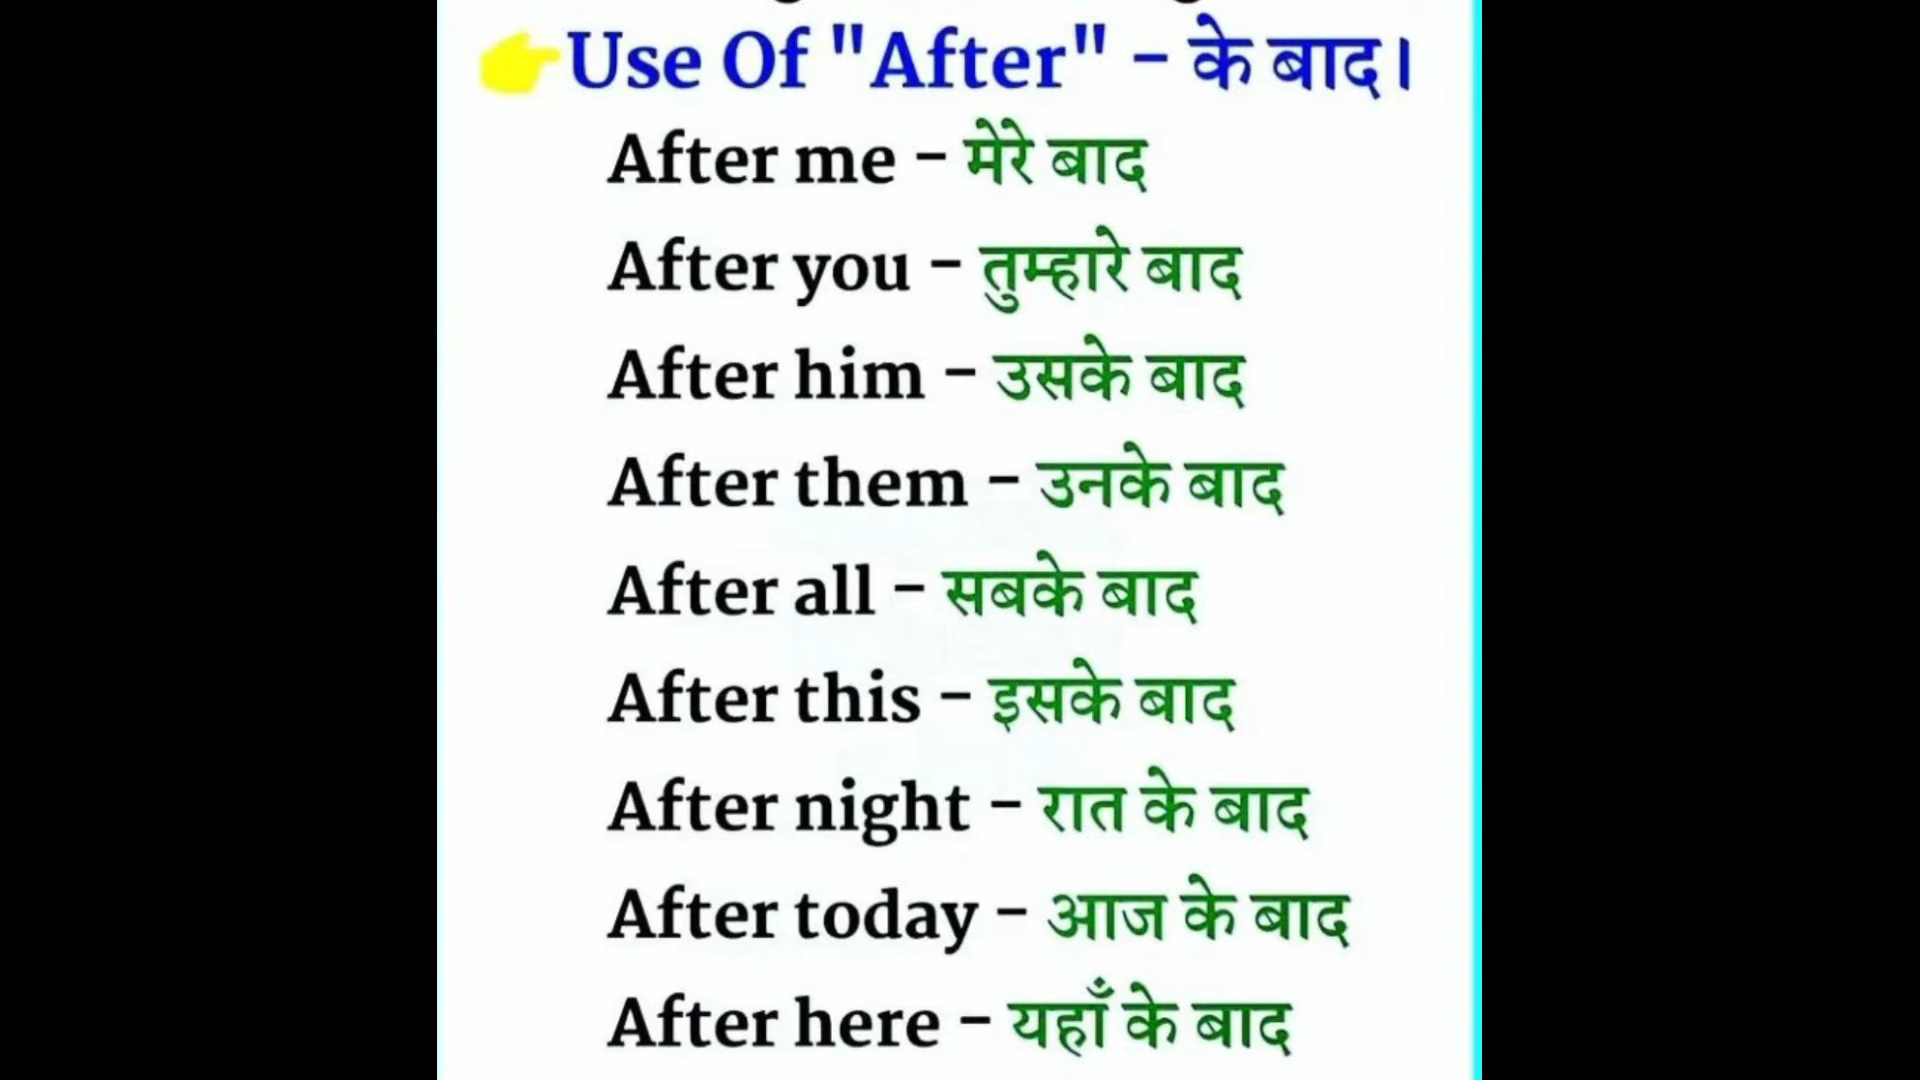 Use Of "After" - के बाद।
After me - मेरे बाद
After you - तुम्हारे बाद
After him - उसके बाद
After them - उनके बाद
After all - सबके बाद
After this - इसके बाद
After night - रात के बाद
After today - आज के बाद
After here - यहाँ के बाद